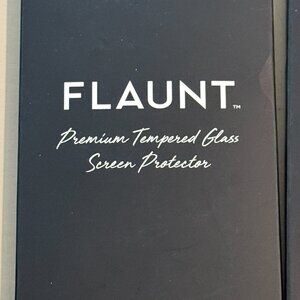 FLAUNT™
Premium Tempered Glass
Screen Protector